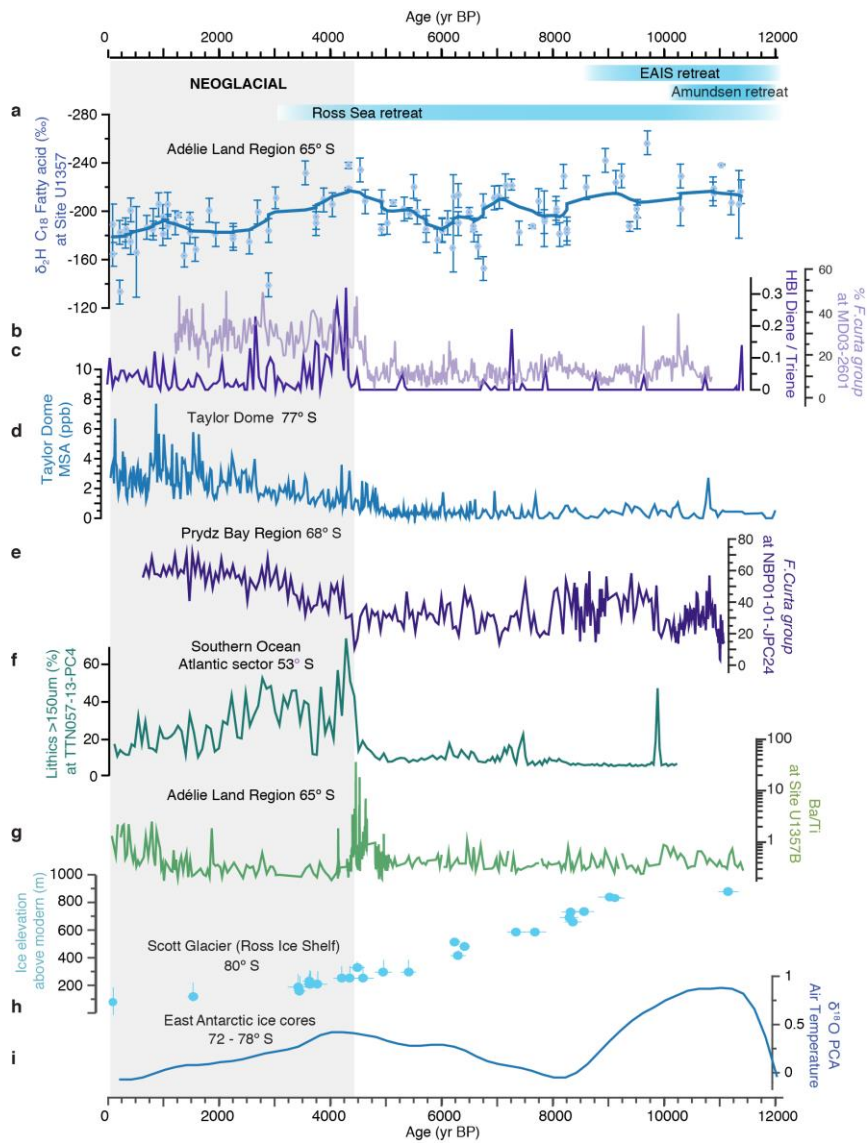 Age (yr BP)
0 2000 4000 6000 8000 10000 12000
NEOGLACIAL
EAIS retreat
Amundsen retreat
Ross Sea retreat
a
-280
-240
-200
-160
-120
δ2H C18 Fatty acid (‰)
at Site U1357
Adélie Land Region 65° S
b
c
0.3
0.2
0.1
0
HBI Diene / Triene
60
40
20
0
% F.curta group
at MD03-2601
d
10
8
6
4
2
0
Taylor Dome
MSA (ppb)
Taylor Dome 77° S
e
Prydz Bay Region 68° S
80
60
40
20
0
F.Curta group
at NBP01-01-JPC24
f
Southern Ocean
Atlantic sector 53° S
60
40
20
0
Lithics >150um (%)
at TTN057-13-PC4
g
Adélie Land Region 65° S
100
10
1
Ba/Ti
at Site U1357B
1000
800
600
400
200
Ice elevation
above modern (m)
Scott Glacier (Ross Ice Shelf)
80° S
h
East Antarctic ice cores
72 - 78° S
i
1
0.5
0
δ18O PCA
Air Temperature
0 2000 4000 6000 8000 10000 12000
Age (yr BP)